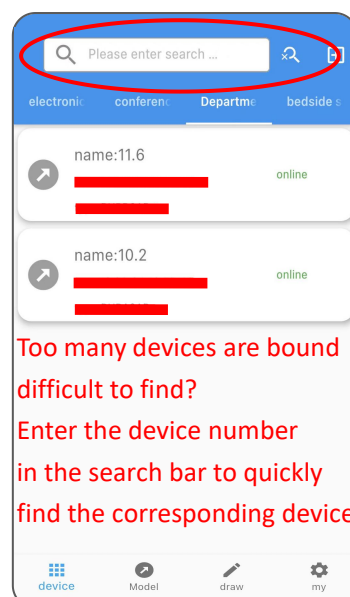 Please enter search ...
electronic conferenc Departme bedside s
name:11.6
online
name:10.2
online
Too many devices are bound
difficult to find?
Enter the device number
in the search bar to quickly
find the corresponding device
device Model draw my